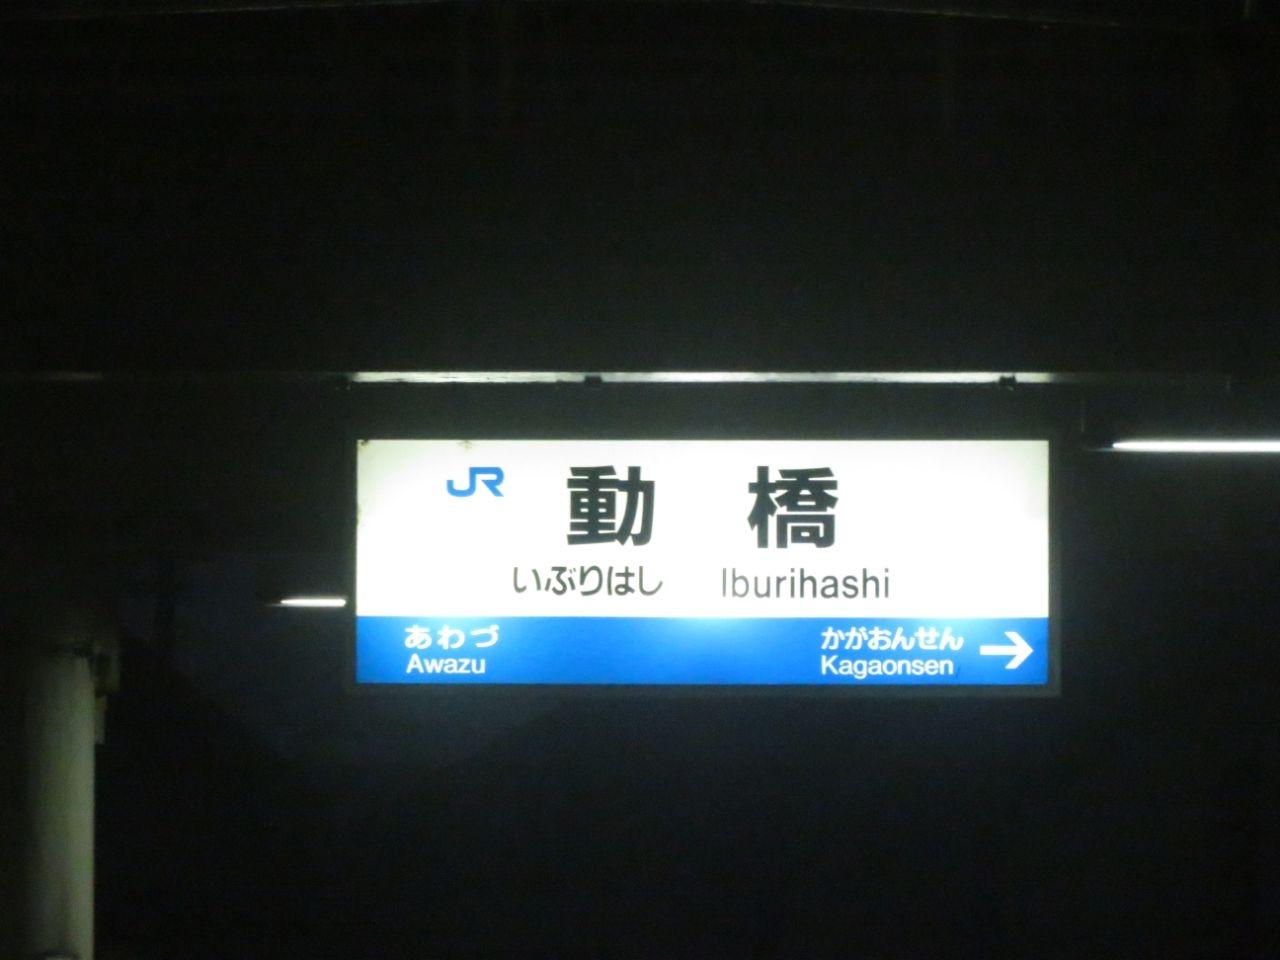 JR 動橋
いぶりはし Iburihashi
あわづ かがおんせん →
Awazu Kagaonsen